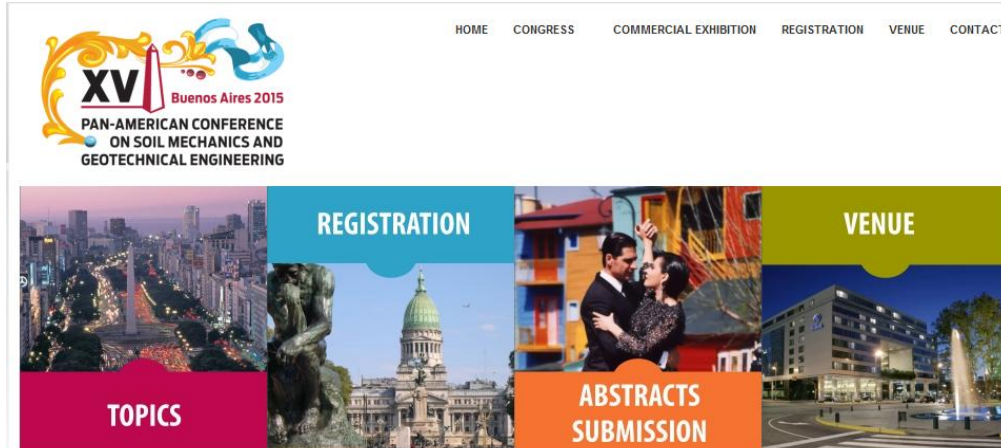 HOME CONGRESS COMMERCIAL EXHIBITION REGISTRATION VENUE CONTACT
XV
Buenos Aires 2015
PAN-AMERICAN CONFERENCE
ON SOIL MECHANICS AND
GEOTECHNICAL ENGINEERING
REGISTRATION
VENUE
TOPICS
ABSTRACTS
SUBMISSION